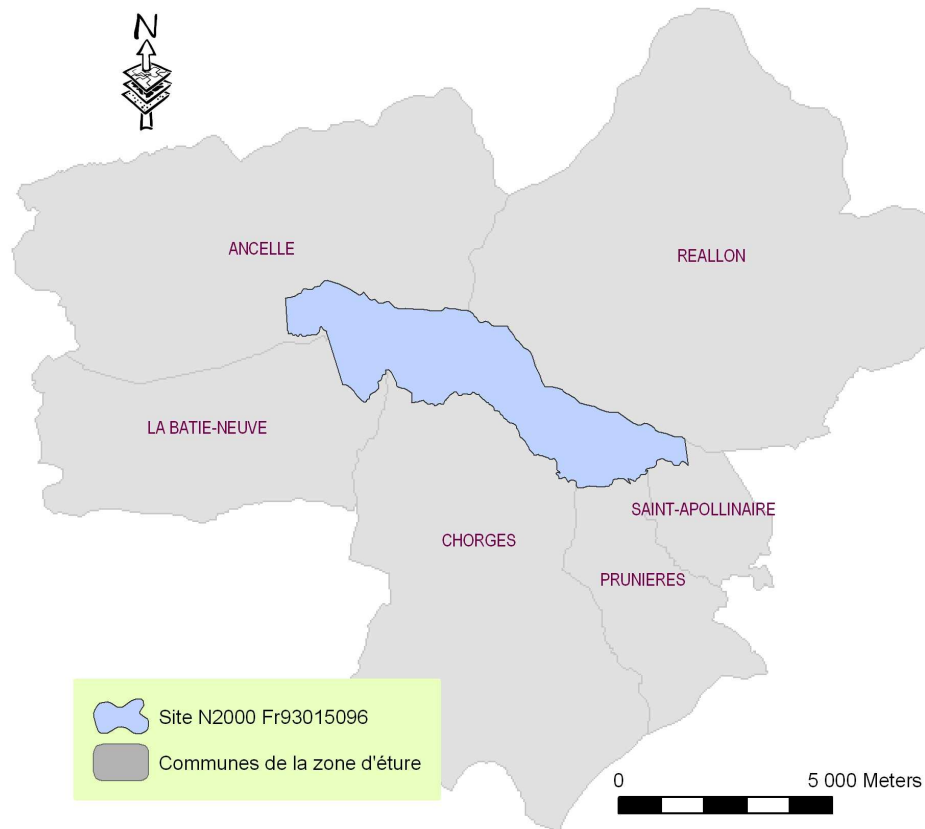 N
ANCELLE
REALLON
LA BATIE-NEUVE
SAINT-APOLLINAIRE
CHORGES
PRUNIERES
Site N2000 Fr93015096
Communes de la zone d'éture
0 5 000 Meters